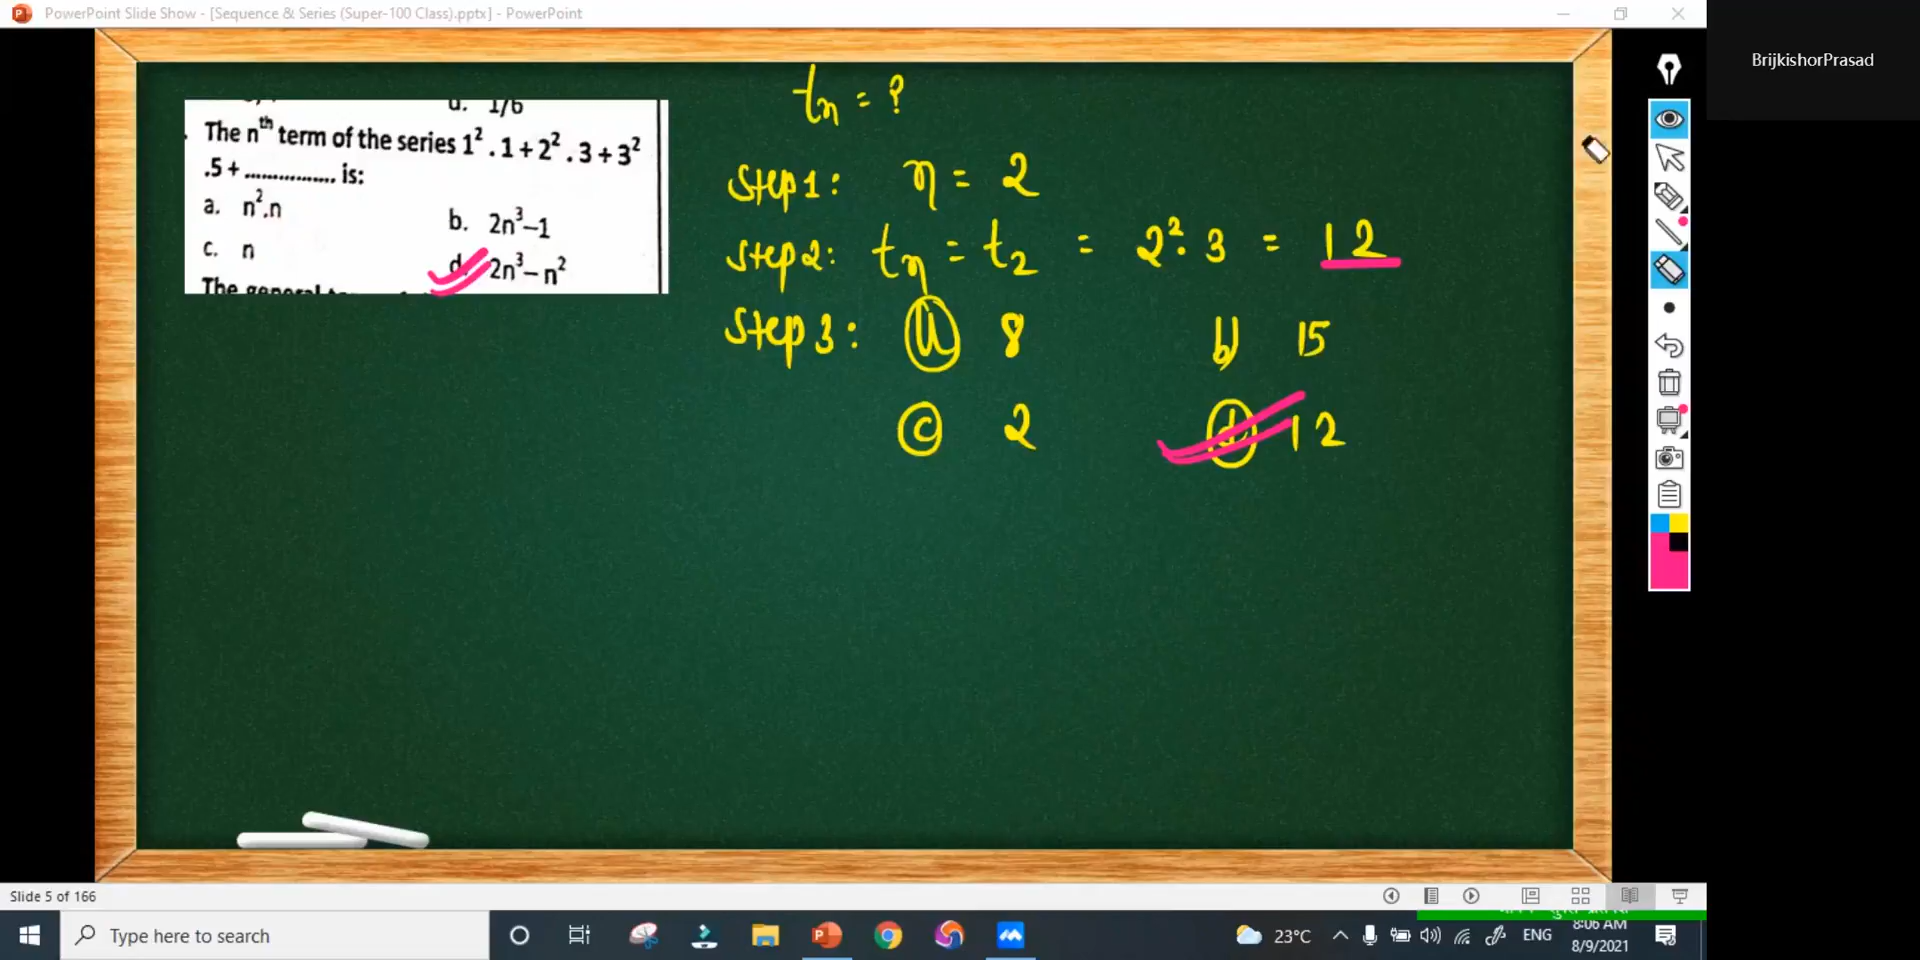 PowerPoint Slide Show - [Sequence & Series (Super-100 Class).pptx] - PowerPoint
BrijkishorPrasad
d. 1/6
The nth term of the series 1² . 1 + 2² . 3 + 3²
.5 + ................ is:
a. n².n
b. 2n³–1
c. n
d. 2n³– n²
The general
tn = ?
Step 1: n = 2
Step 2: tn = t2 = 2² . 3 = 12
Step 3: a 8 b) 15
c 2 d 12
Slide 5 of 166
Type here to search
23°C
ENG
8:06 AM
8/9/2021